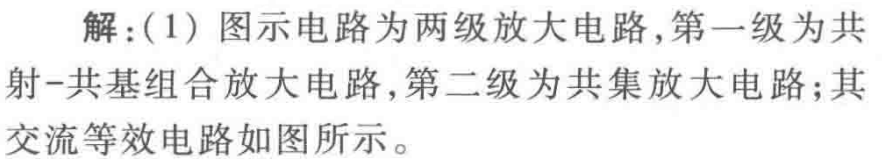 解:(1) 图示电路为两级放大电路,第一级为共
射-共基组合放大电路,第二级为共集放大电路;其
交流等效电路如图所示。